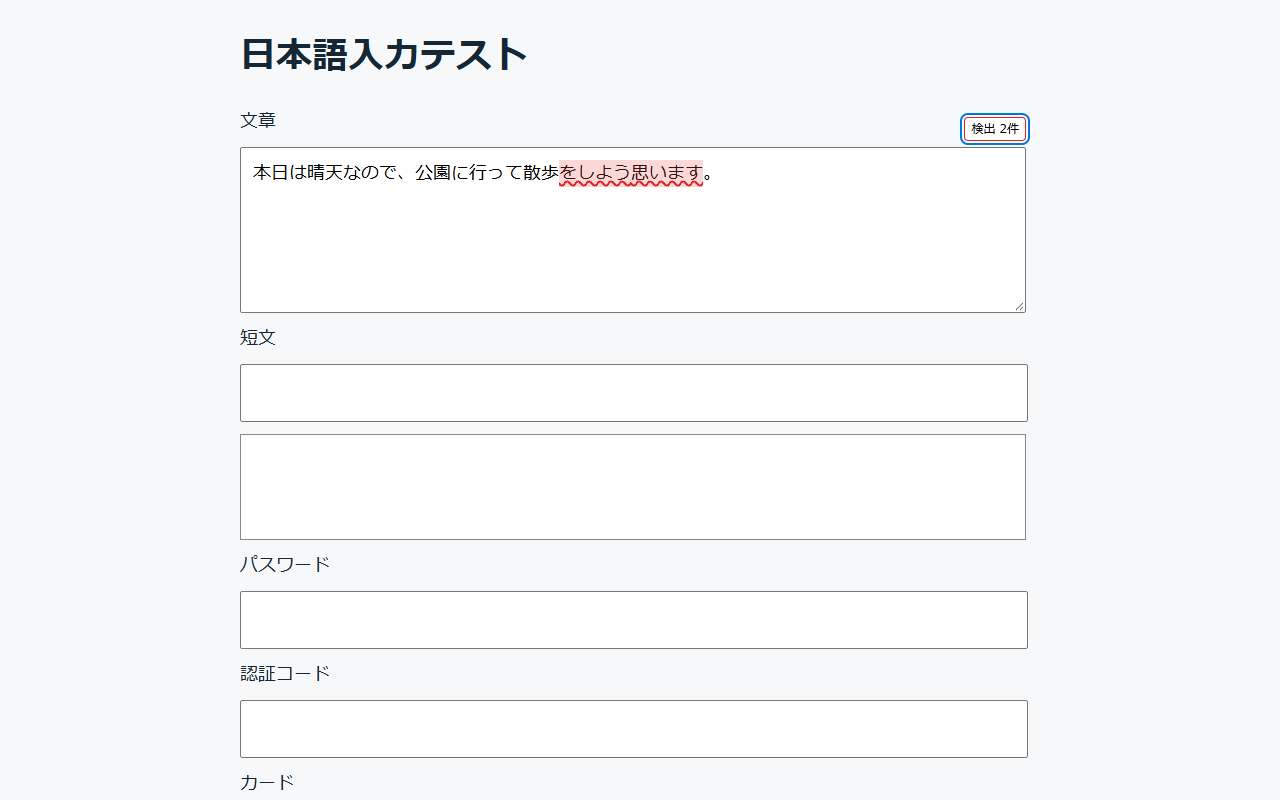 日本語入力テスト
文章
検出 2件
本日は晴天なので、公園に行って散歩をしよう思います。
短文
パスワード
認証コード
カード